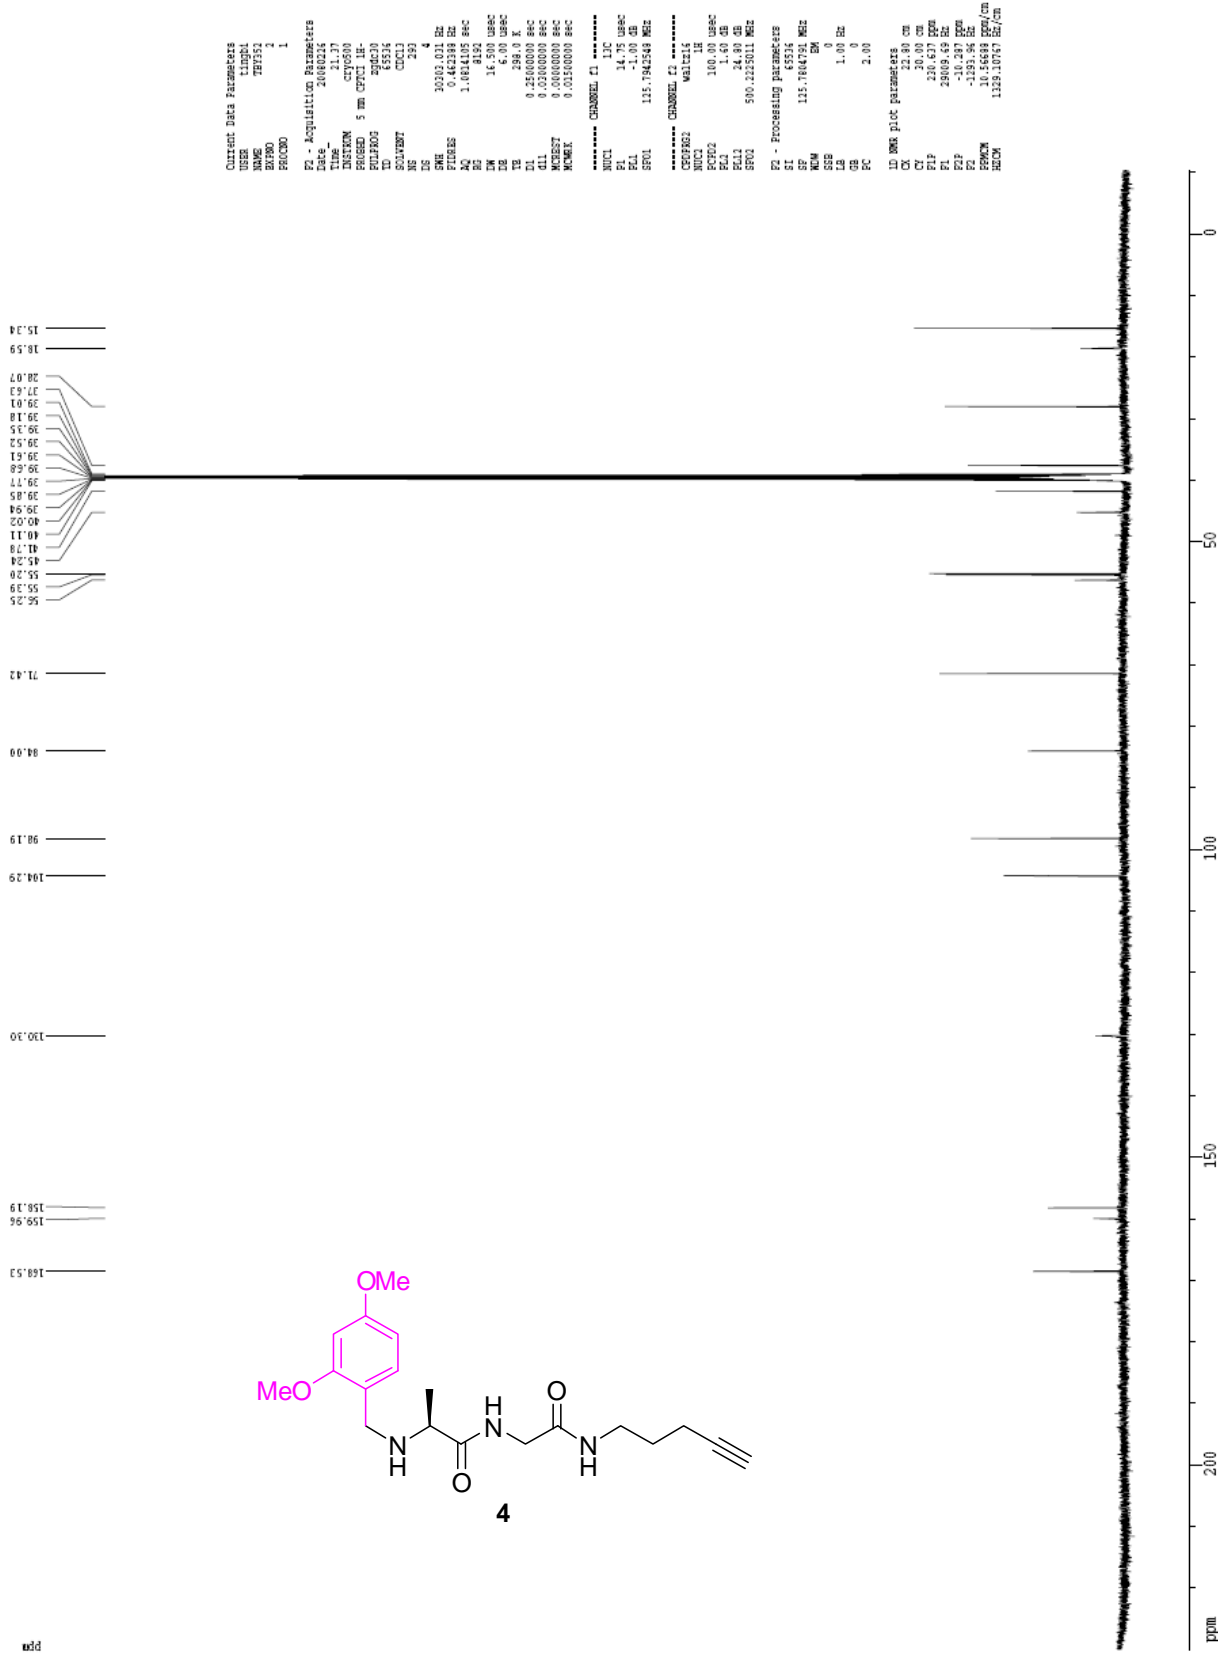 Current Data Parameters
USER tingbi
NAME TBY352
EXPNO 2
PROCNO 1
F2 - Acquisition Parameters
Date_ 20080226
Time 21.37
INSTRUM cryo500
PROBHD 5 mm CPTCI 1H-
PULPROG zgdc30
TD 65536
SOLVENT CDCl3
NS 293
DS 4
SWH 30303.031 Hz
FIDRES 0.462388 Hz
AQ 1.0814105 sec
RG 8192
DW 16.500 usec
DE 6.00 usec
TE 298.0 K
D1 0.25000000 sec
d11 0.03000000 sec
MCREST 0.00000000 sec
MCWRK 0.01500000 sec
======== CHANNEL f1 ========
NUC1 13C
P1 14.75 usec
PL1 -1.00 dB
SFO1 125.7942548 MHz
======== CHANNEL f2 ========
CPDPRG2 waltz16
NUC2 1H
PCPD2 100.00 usec
PL2 1.60 dB
PL12 24.80 dB
SFO2 500.2225011 MHz
F2 - Processing parameters
SI 65536
SF 125.7804791 MHz
WDW EM
SSB 0
LB 1.00 Hz
GB 0
PC 2.00
1D NMR plot parameters
CX 22.80 cm
CY 30.00 cm
F1P 230.637 ppm
F1 29009.69 Hz
F2P -10.287 ppm
F2 -1293.96 Hz
PPMCM 10.56688 ppm/cm
HZCM 1329.10767 Hz/cm
15.34
18.59
28.07
37.63
39.01
39.18
39.35
39.52
39.61
39.68
39.77
39.85
39.94
40.02
40.11
41.78
45.24
55.20
55.39
56.25
71.42
84.00
98.19
104.29
130.30
158.19
159.96
168.53
ppm
0
50
100
150
200
ppm
OMe
MeO
N
H
O
H
N
O
N
H
4